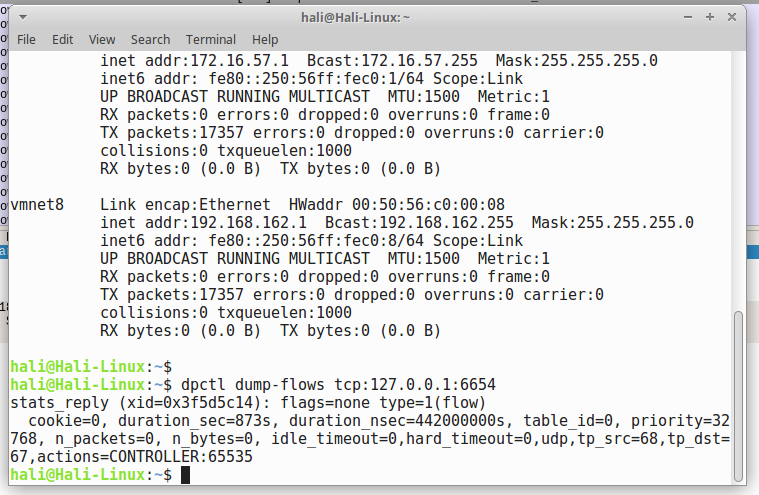 hali@Hali-Linux: ~
File Edit View Search Terminal Help
inet addr:172.16.57.1  Bcast:172.16.57.255  Mask:255.255.255.0
inet6 addr: fe80::250:56ff:fec0:1/64 Scope:Link
UP BROADCAST RUNNING MULTICAST  MTU:1500  Metric:1
RX packets:0 errors:0 dropped:0 overruns:0 frame:0
TX packets:17357 errors:0 dropped:0 overruns:0 carrier:0
collisions:0 txqueuelen:1000
RX bytes:0 (0.0 B)  TX bytes:0 (0.0 B)
vmnet8    Link encap:Ethernet  HWaddr 00:50:56:c0:00:08
inet addr:192.168.162.1  Bcast:192.168.162.255  Mask:255.255.255.0
inet6 addr: fe80::250:56ff:fec0:8/64 Scope:Link
UP BROADCAST RUNNING MULTICAST  MTU:1500  Metric:1
RX packets:0 errors:0 dropped:0 overruns:0 frame:0
TX packets:17357 errors:0 dropped:0 overruns:0 carrier:0
collisions:0 txqueuelen:1000
RX bytes:0 (0.0 B)  TX bytes:0 (0.0 B)
hali@Hali-Linux:~$
hali@Hali-Linux:~$ dpctl dump-flows tcp:127.0.0.1:6654
stats_reply (xid=0x3f5d5c14): flags=none type=1(flow)
cookie=0, duration_sec=873s, duration_nsec=442000000s, table_id=0, priority=32
768, n_packets=0, n_bytes=0, idle_timeout=0,hard_timeout=0,udp,tp_src=68,tp_dst=
67,actions=CONTROLLER:65535
hali@Hali-Linux:~$